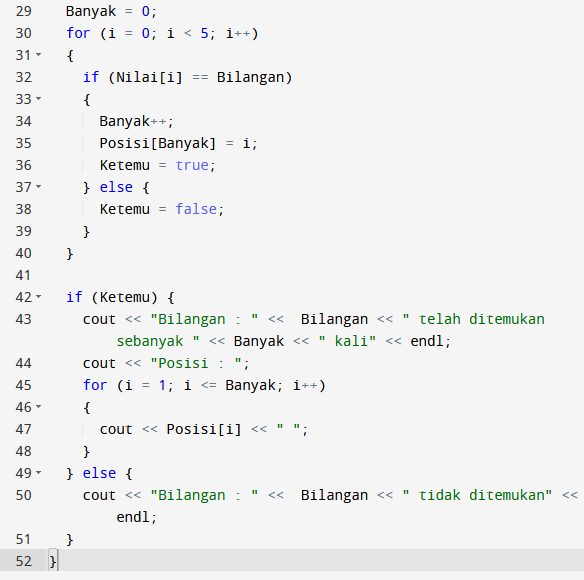 29 Banyak = 0;
30 for (i = 0; i < 5; i++)
31 {
32 if (Nilai[i] == Bilangan)
33 {
34 Banyak++;
35 Posisi[Banyak] = i;
36 Ketemu = true;
37 } else {
38 Ketemu = false;
39 }
40 }
41
42 if (Ketemu) {
43 cout << "Bilangan : " <<  Bilangan << " telah ditemukan
sebanyak " << Banyak << " kali" << endl;
44 cout << "Posisi : ";
45 for (i = 1; i <= Banyak; i++)
46 {
47 cout << Posisi[i] << " ";
48 }
49 } else {
50 cout << "Bilangan : " <<  Bilangan << " tidak ditemukan" <<
endl;
51 }
52 }